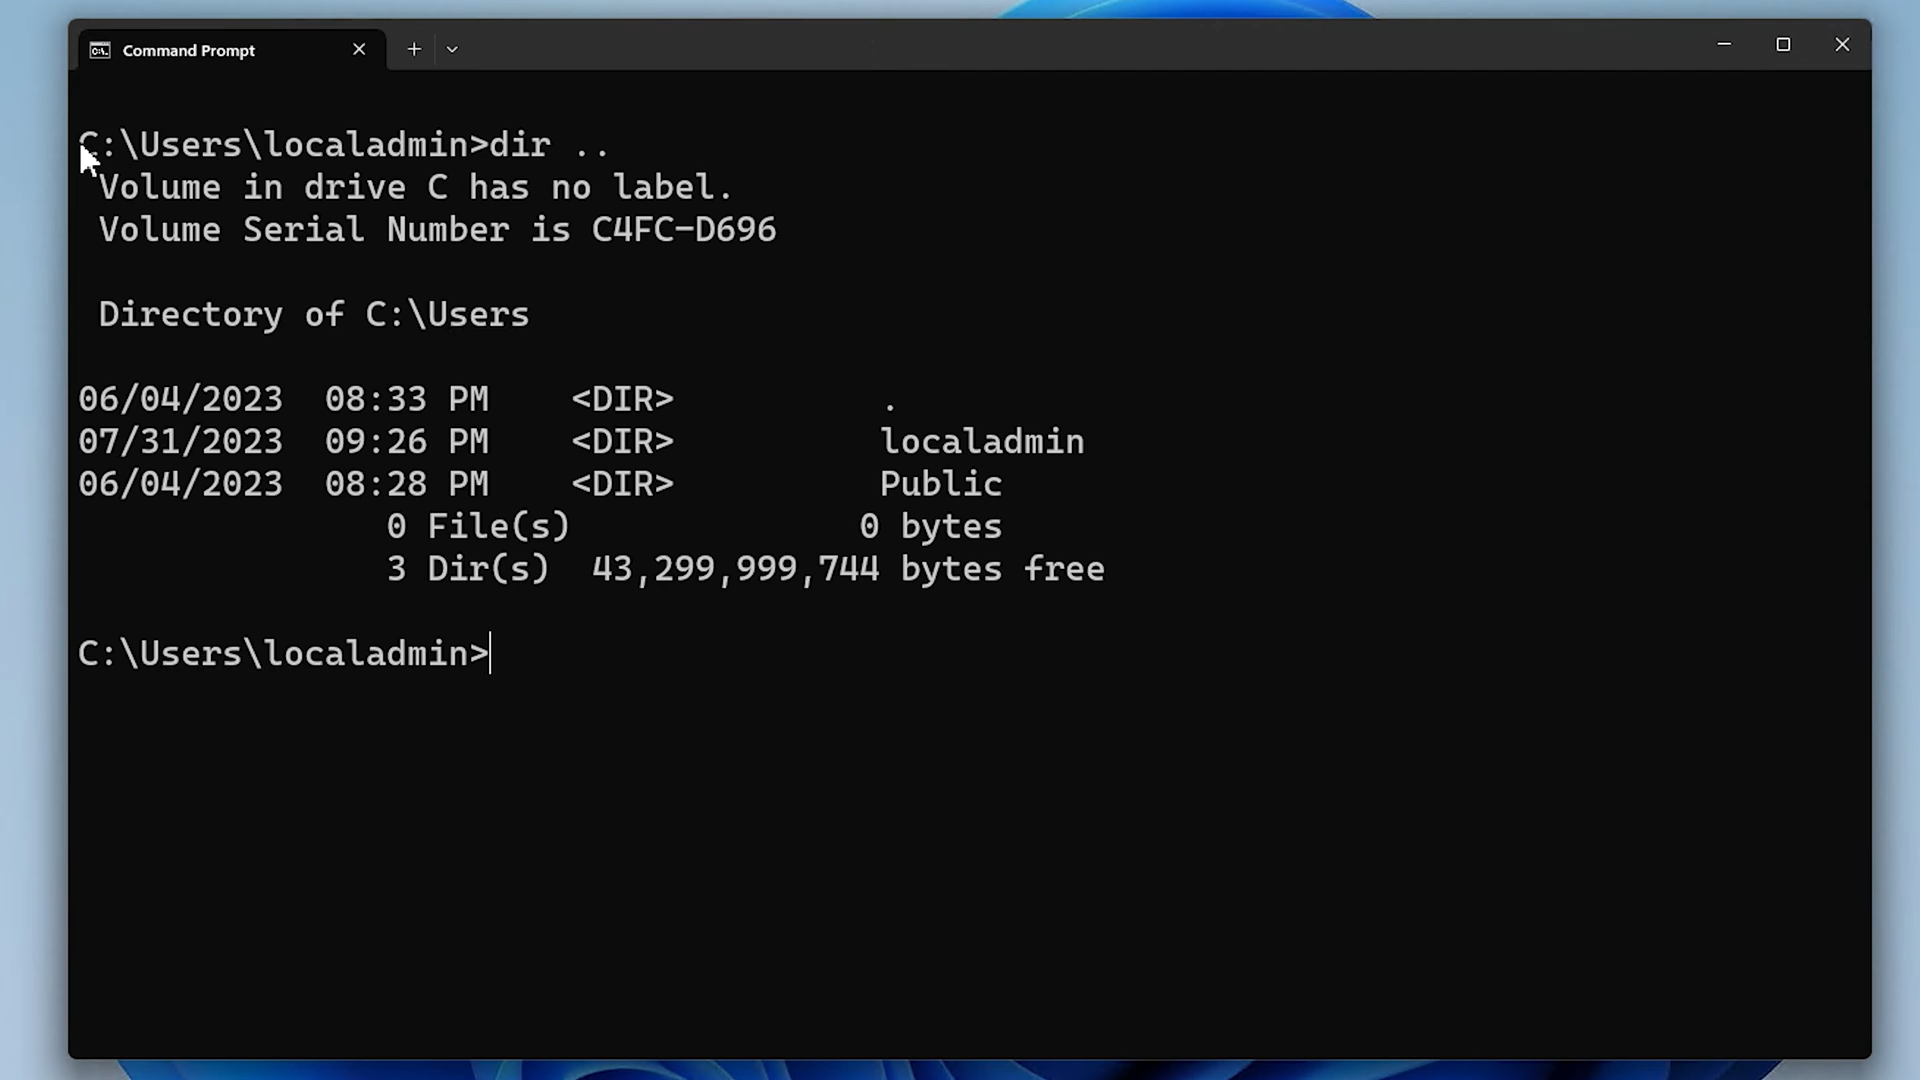 Command Prompt
C:\Users\localadmin>dir ..
Volume in drive C has no label.
Volume Serial Number is C4FC-D696
Directory of C:\Users
06/04/2023  08:33 PM    <DIR>          .
07/31/2023  09:26 PM    <DIR>          localadmin
06/04/2023  08:28 PM    <DIR>          Public
0 File(s)              0 bytes
3 Dir(s)  43,299,999,744 bytes free
C:\Users\localadmin>